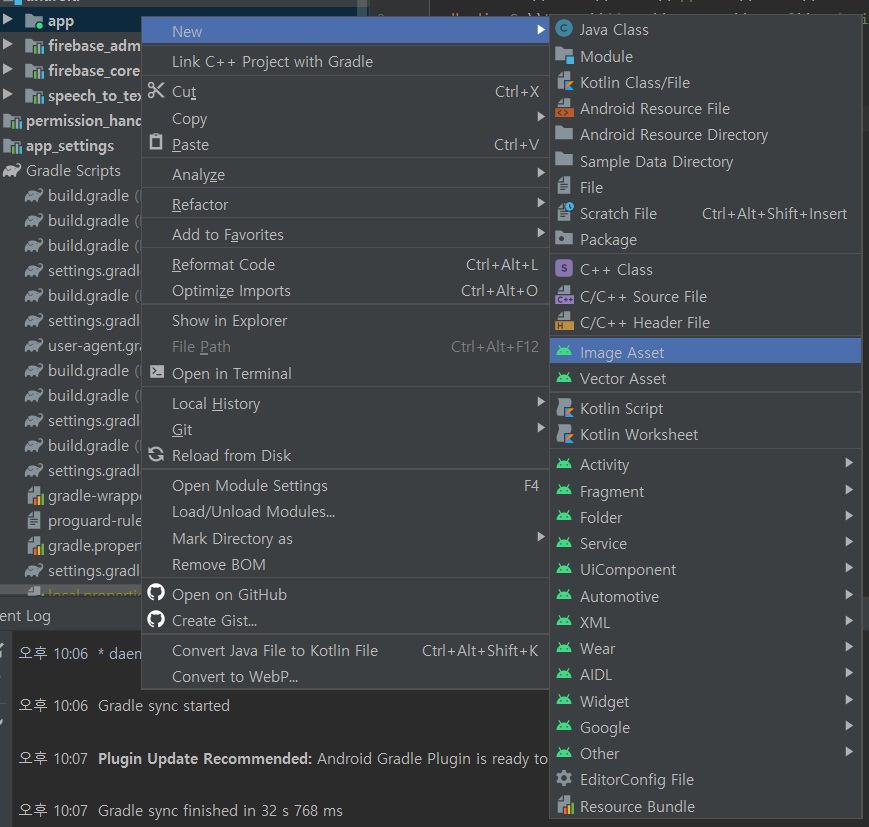 app
firebase_adm
firebase_core
speech_to_te
permission_hand
app_settings
Gradle Scripts
build.gradle
build.gradle
build.gradle
settings.gradl
build.gradle
settings.gradl
user-agent.gra
build.gradle
build.gradle
settings.gradl
build.gradle
settings.gradl
gradle-wrappe
proguard-rule
gradle.propert
settings.gradl
local.propertie
ent Log
오후 10:06 * daem
오후 10:06 Gradle sync started
오후 10:07 Plugin Update Recommended: Android Gradle Plugin is ready to
오후 10:07 Gradle sync finished in 32 s 768 ms
New
Link C++ Project with Gradle
Cut Ctrl+X
Copy
Paste Ctrl+V
Analyze
Refactor
Add to Favorites
Reformat Code Ctrl+Alt+L
Optimize Imports Ctrl+Alt+O
Show in Explorer
File Path Ctrl+Alt+F12
Open in Terminal
Local History
Git
Reload from Disk
Open Module Settings F4
Load/Unload Modules...
Mark Directory as
Remove BOM
Open on GitHub
Create Gist...
Convert Java File to Kotlin File Ctrl+Alt+Shift+K
Convert to WebP...
Java Class
Module
Kotlin Class/File
Android Resource File
Android Resource Directory
Sample Data Directory
File
Scratch File Ctrl+Alt+Shift+Insert
Package
C++ Class
C/C++ Source File
C/C++ Header File
Image Asset
Vector Asset
Kotlin Script
Kotlin Worksheet
Activity
Fragment
Folder
Service
UiComponent
Automotive
XML
Wear
AIDL
Widget
Google
Other
EditorConfig File
Resource Bundle